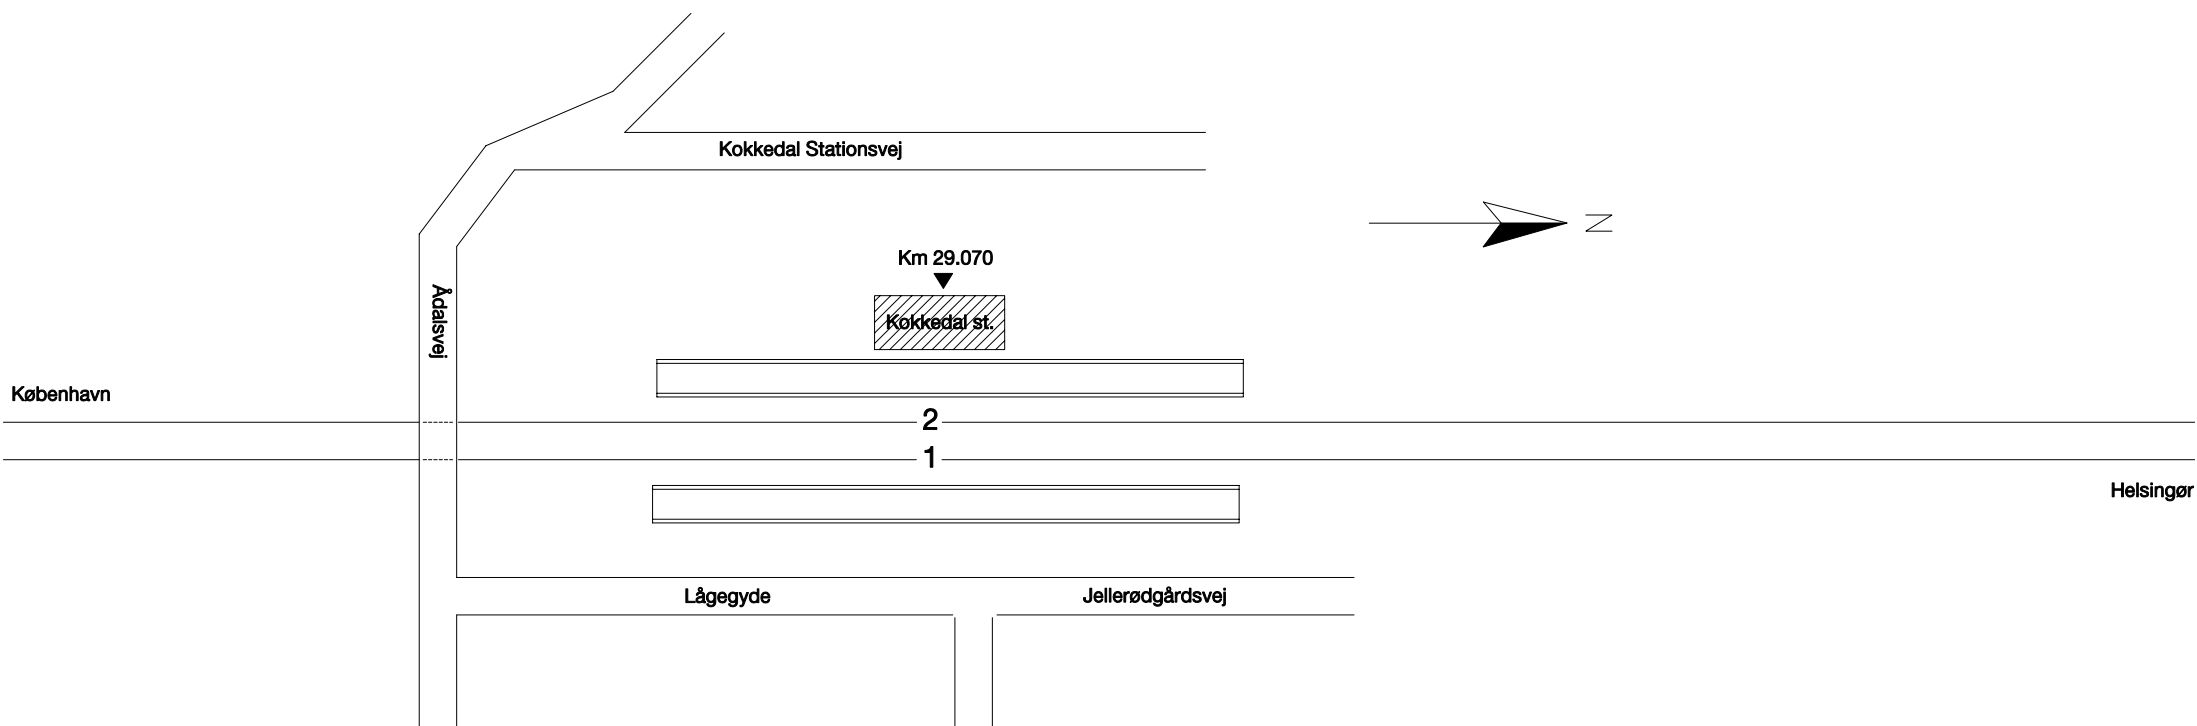 Kokkedal Stationsvej
N
Km 29.070
Ådalsvej
Kokkedal st.
København
2
1
Helsingør
Lågegyde
Jellerødgårdsvej